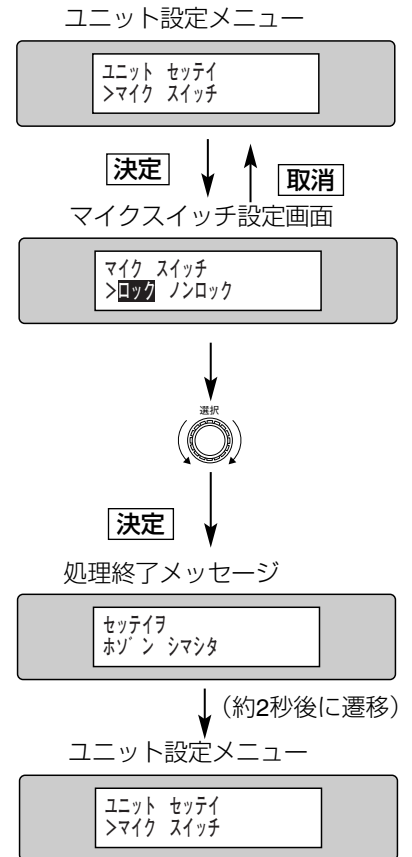 ユニット設定メニュー
ユニット セッテイ
>マイク スイッチ
決定
取消
マイクスイッチ設定画面
マイク スイッチ
>ロック ノンロック
選択
決定
処理終了メッセージ
セッテイヲ
ホゾン シマシタ
（約2秒後に遷移）
ユニット設定メニュー
ユニット セッテイ
>マイク スイッチ